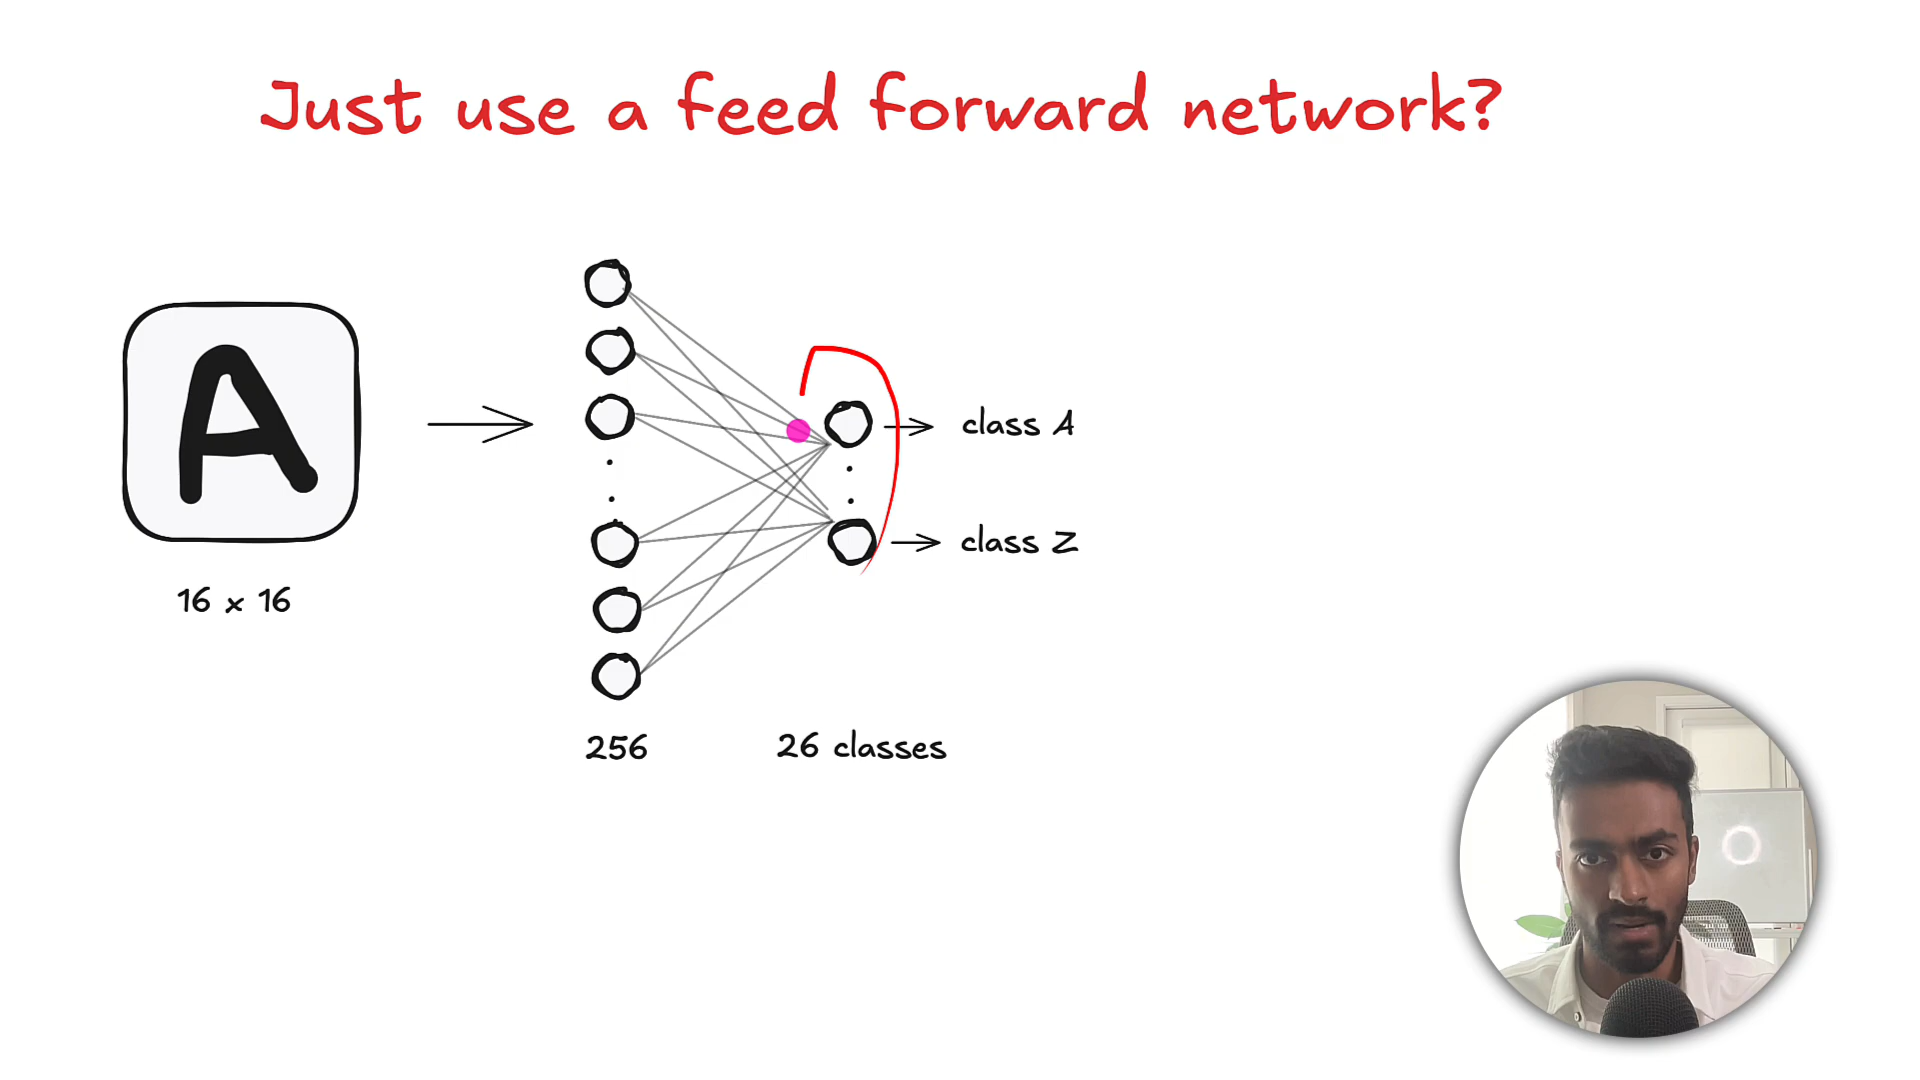 Just use a feed forward network?
A
class A
class Z
16 x 16
256
26 classes